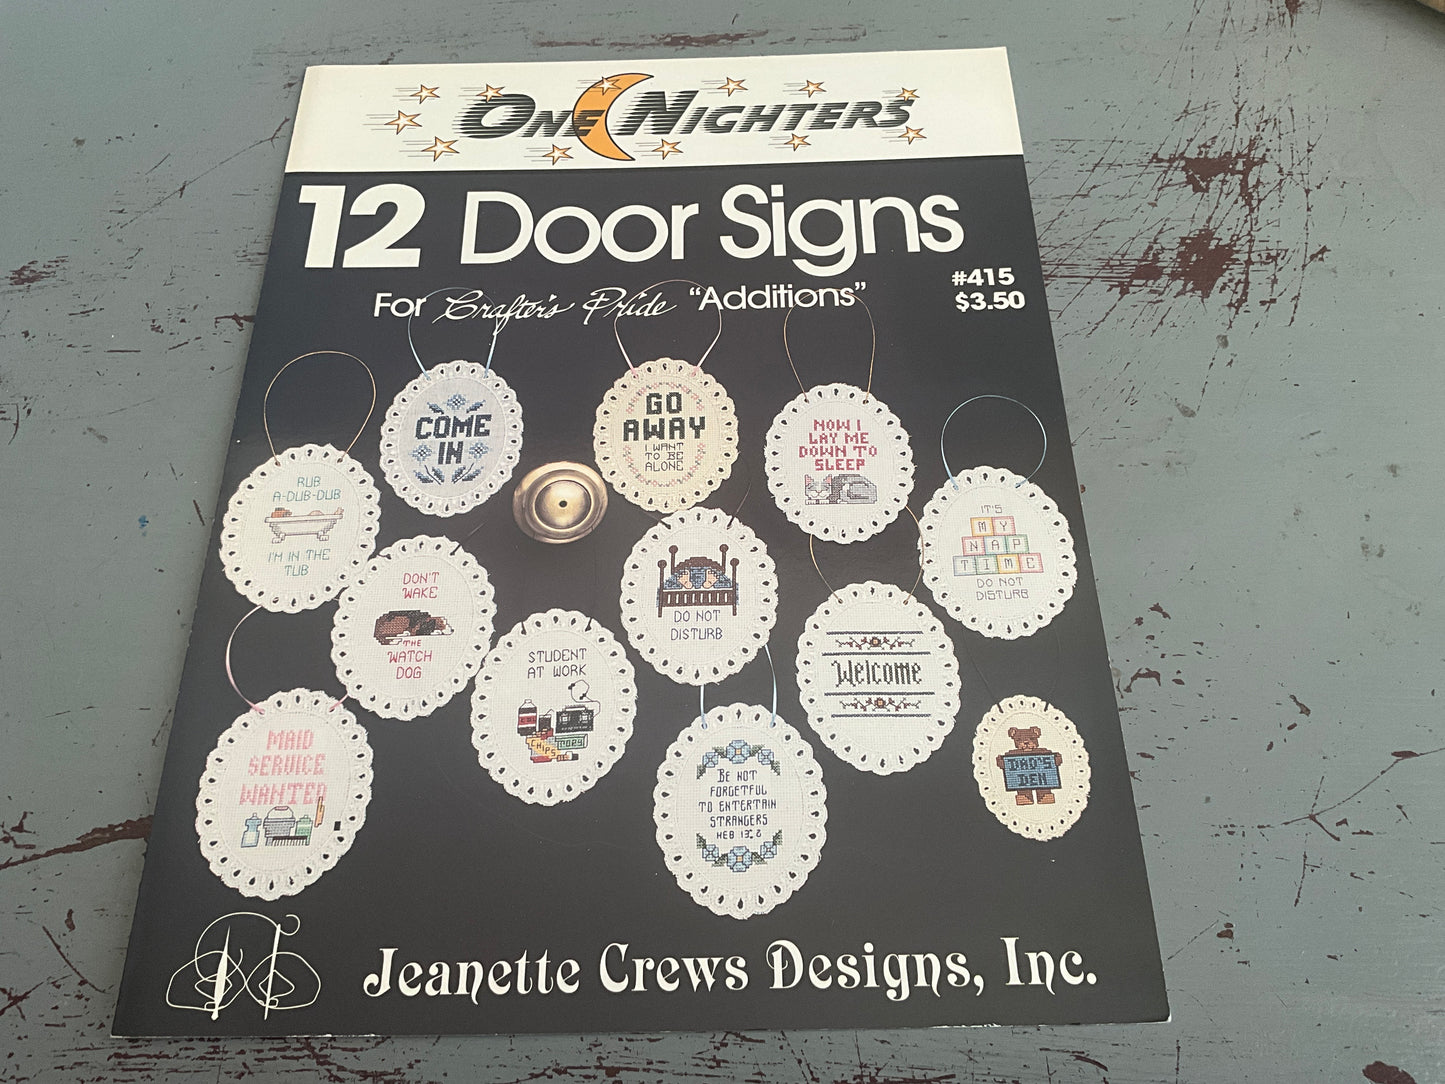 One Nighters
12 Door Signs
#415
$3.50
For Crafter's Pride "Additions"
COME
IN
GO
AWAY
I WANT
TO BE
ALONE
NOW I
LAY ME
DOWN TO
SLEEP
RUB
A-DUB-DUB
I'M IN THE
TUB
IT'S
MY
NAP
TIME
DO NOT
DISTURB
DON'T
WAKE
THE
WATCH
DOG
DO NOT
DISTURB
STUDENT
AT WORK
CHIPS
Welcome
MAID
SERVICE
WANTED
BE NOT
FORGETFUL
TO ENTERTAIN
STRANGERS
HEB 13:2
DAD'S
DEN
Jeanette Crews Designs, Inc.